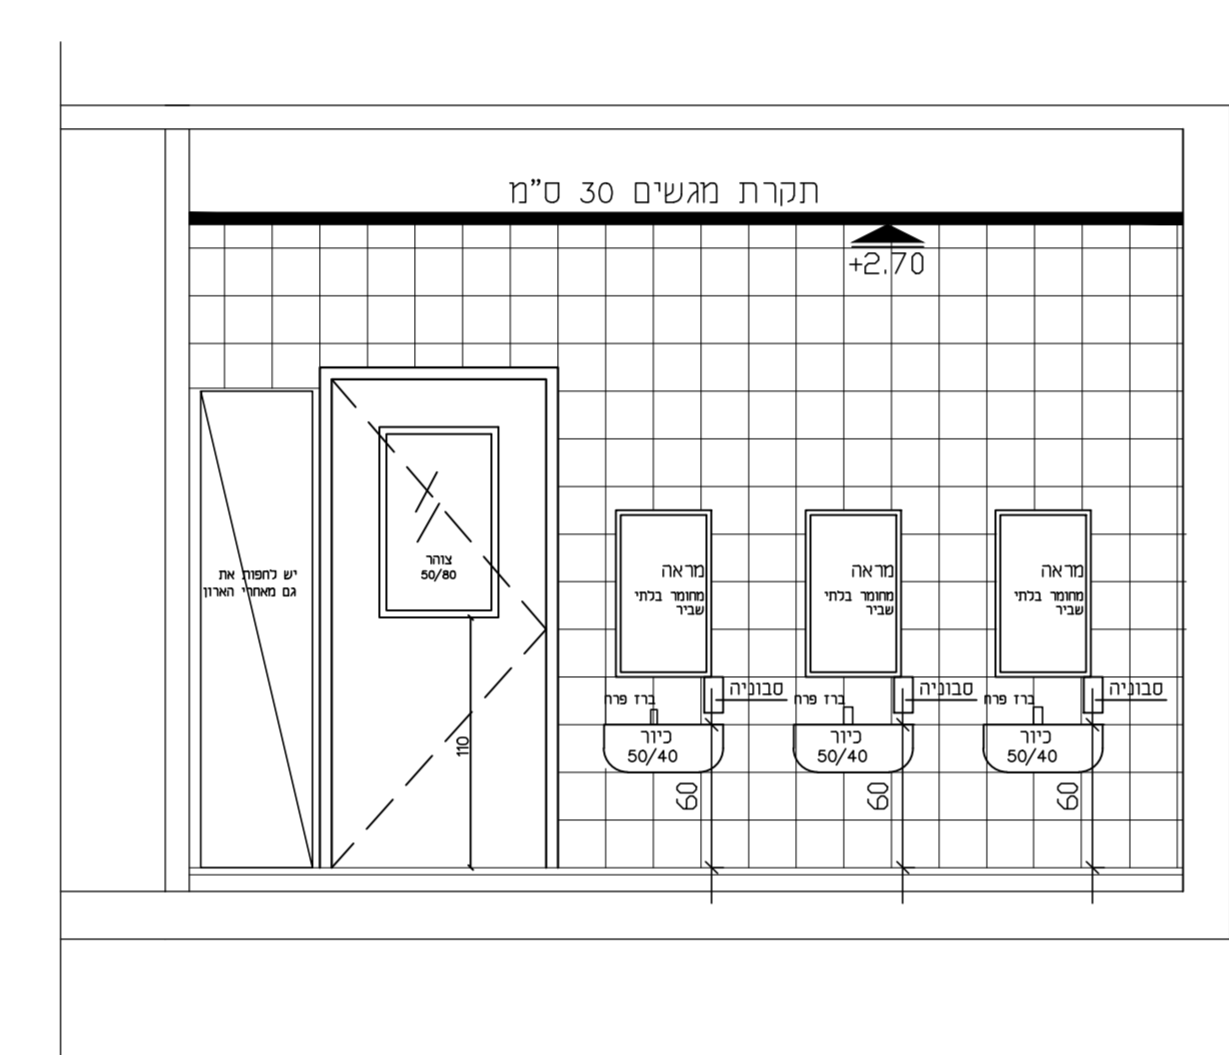 תקרת מגשים 30 ס"מ
+2.70
יש לחפות את
גם מאחרי הארון
צוהר
50/80
110
מראה
מחומר בלתי
שביר
מראה
מחומר בלתי
שביר
מראה
מחומר בלתי
שביר
ברז פרח
סבוניה
ברז פרח
סבוניה
ברז פרח
סבוניה
כיור
50/40
כיור
50/40
כיור
50/40
60
60
60